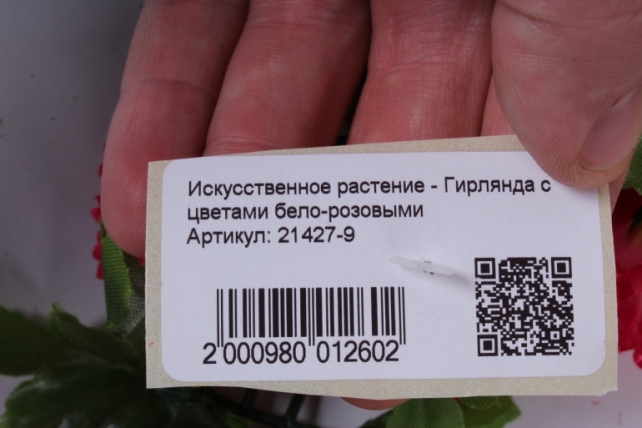 Искусственное растение - Гирлянда с
цветами бело-розовыми
Артикул: 21427-9
2 000980 012602